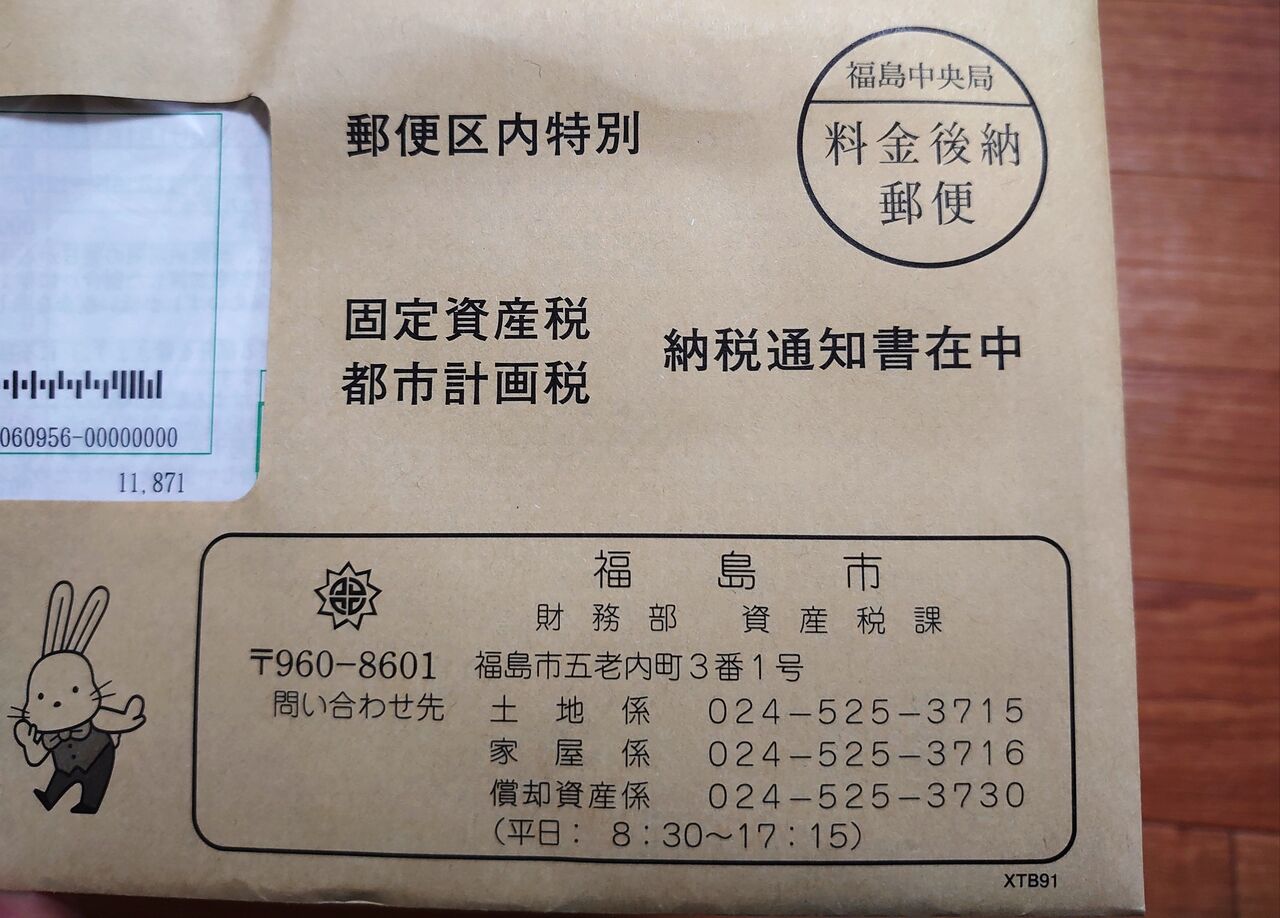 福島中央局
料金後納
郵便
郵便区内特別
固定資産税
都市計画税
納税通知書在中
060956-00000000
11,871
福島市
財務部 資産税課
〒960-8601 福島市五老内町3番1号
問い合わせ先 土地係 024-525-3715
家屋係 024-525-3716
償却資産係 024-525-3730
(平日: 8:30~17:15)
XTB91